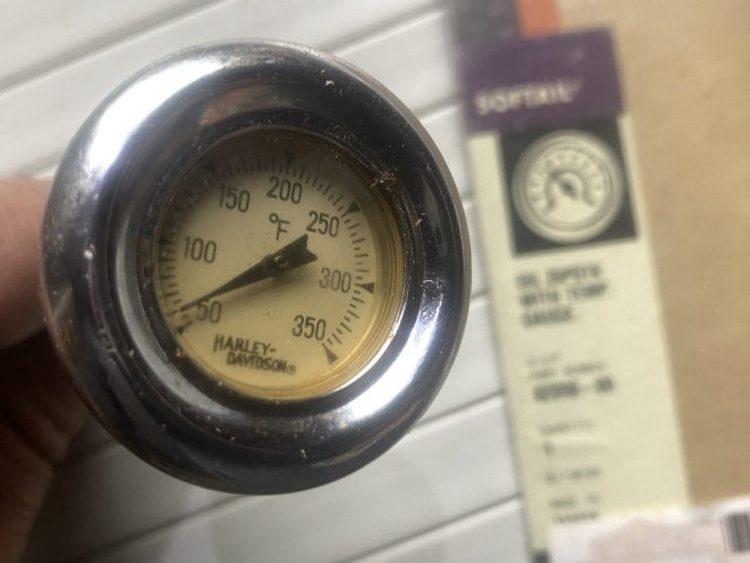 200
150
250
°F
100
300
50
350
HARLEY-
DAVIDSON®
SOFTAIL®
OIL DIPSTICK
WITH TEMP.
GAUGE